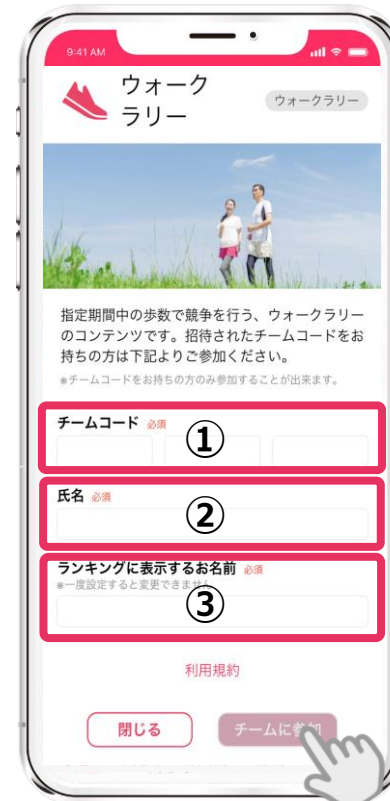 9:41 AM
ウォーク
ラリー
ウォークラリー
指定期間中の歩数で競争を行う、ウォークラリー
のコンテンツです。招待されたチームコードをお
持ちの方は下記よりご参加ください。
※チームコードをお持ちの方のみ参加することが出来ます。
チームコード 必須
①
氏名 必須
②
ランキングに表示するお名前 必須
※一度設定すると変更できません
③
利用規約
閉じる
チームに参加